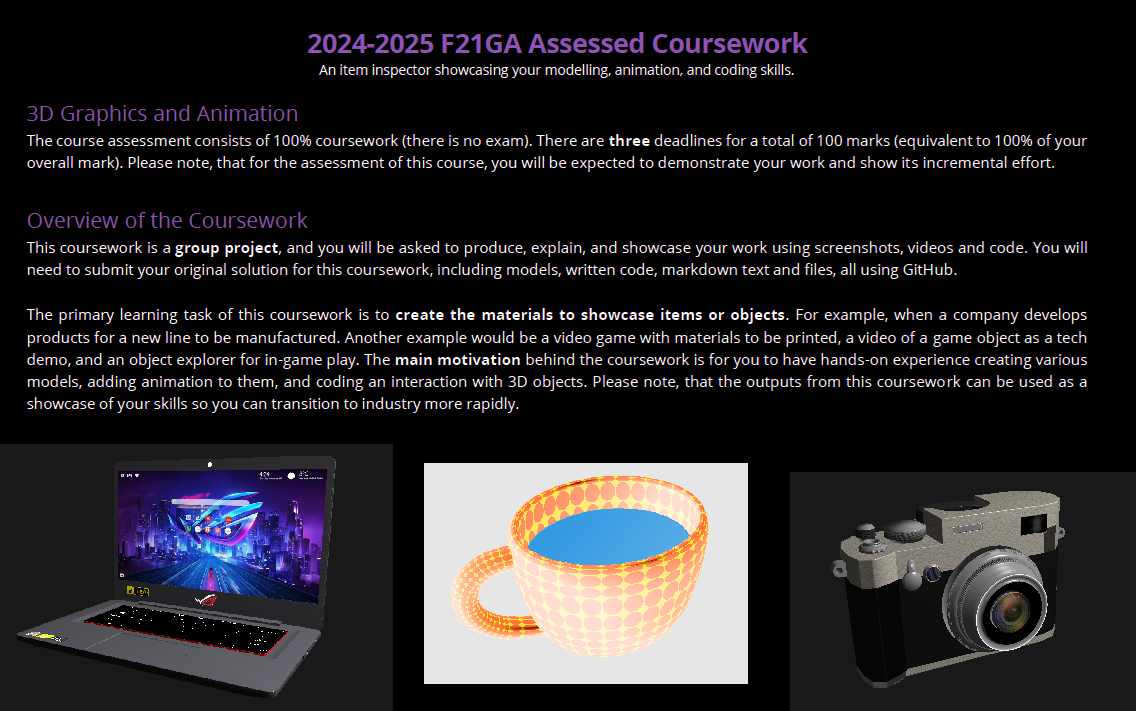 2024-2025 F21GA Assessed Coursework
An item inspector showcasing your modelling, animation, and coding skills.
3D Graphics and Animation
The course assessment consists of 100% coursework (there is no exam). There are three deadlines for a total of 100 marks (equivalent to 100% of your
overall mark). Please note, that for the assessment of this course, you will be expected to demonstrate your work and show its incremental effort.
Overview of the Coursework
This coursework is a group project, and you will be asked to produce, explain, and showcase your work using screenshots, videos and code. You will
need to submit your original solution for this coursework, including models, written code, markdown text and files, all using GitHub.
The primary learning task of this coursework is to create the materials to showcase items or objects. For example, when a company develops
products for a new line to be manufactured. Another example would be a video game with materials to be printed, a video of a game object as a tech
demo, and an object explorer for in-game play. The main motivation behind the coursework is for you to have hands-on experience creating various
models, adding animation to them, and coding an interaction with 3D objects. Please note, that the outputs from this coursework can be used as a
showcase of your skills so you can transition to industry more rapidly.